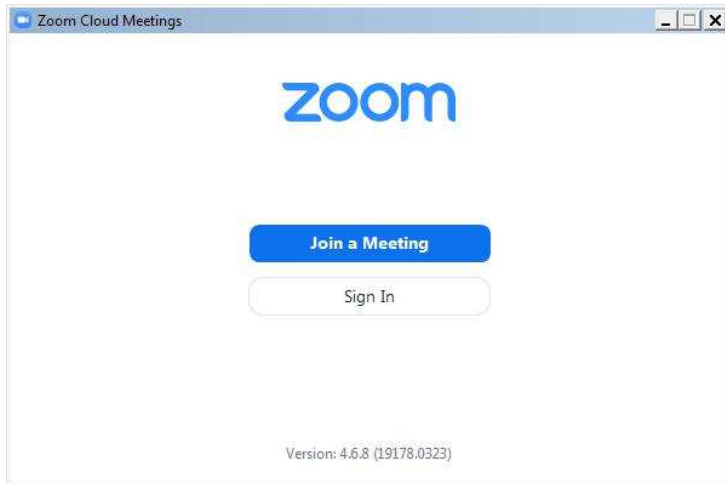 Zoom Cloud Meetings
zoom
Join a Meeting
Sign In
Version: 4.6.8 (19178.0323)